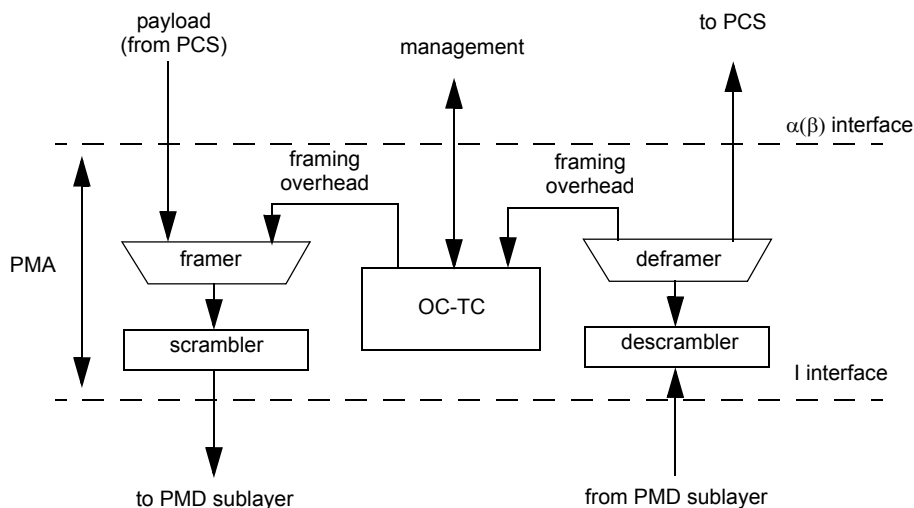 payload
(from PCS)
management
to PCS
α(β) interface
framing
overhead
framing
overhead
PMA
framer
OC-TC
deframer
scrambler
descrambler
I interface
to PMD sublayer
from PMD sublayer